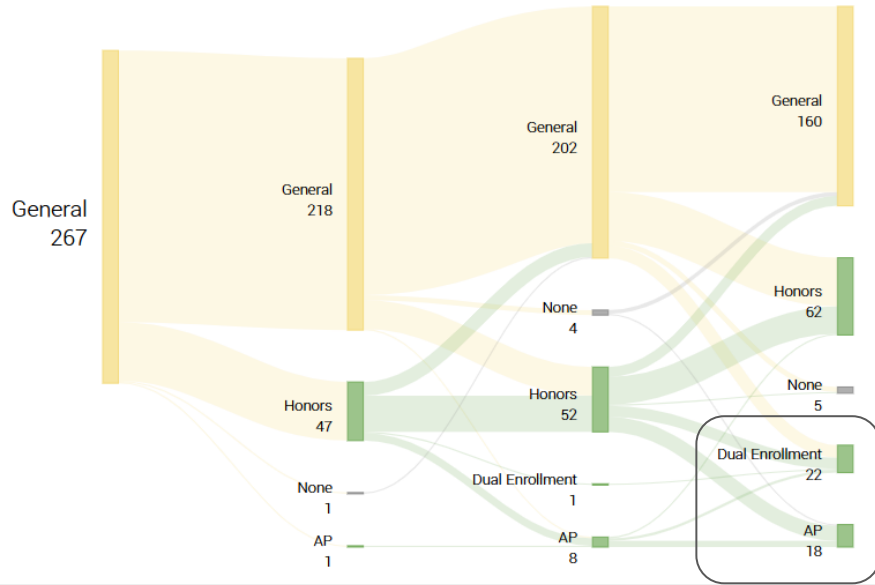 General
267
General
218
Honors
47
None
1
AP
1
General
202
None
4
Honors
52
Dual Enrollment
1
AP
8
General
160
Honors
62
None
5
Dual Enrollment
22
AP
18